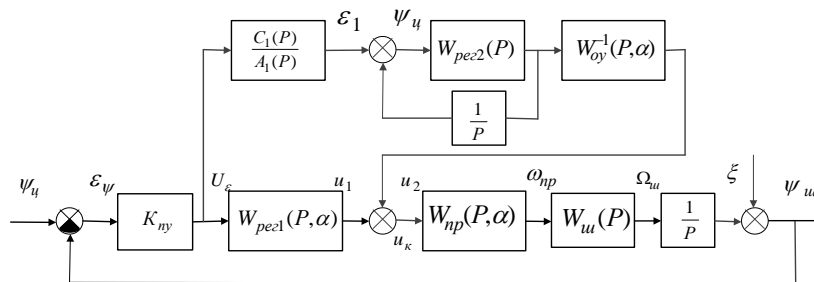 C₁(P)
A₁(P)
ε₁
ψ_ц
W_рег2(P)
W_оу⁻¹(P,α)
1
P
ψ_ц
ε_ψ
K_пу
U_ε
W_рег1(P,α)
u₁
u₂
u_к
W_пр(P,α)
ω_пр
W_ш(P)
Ω_ш
1
P
ξ
ψ_ш